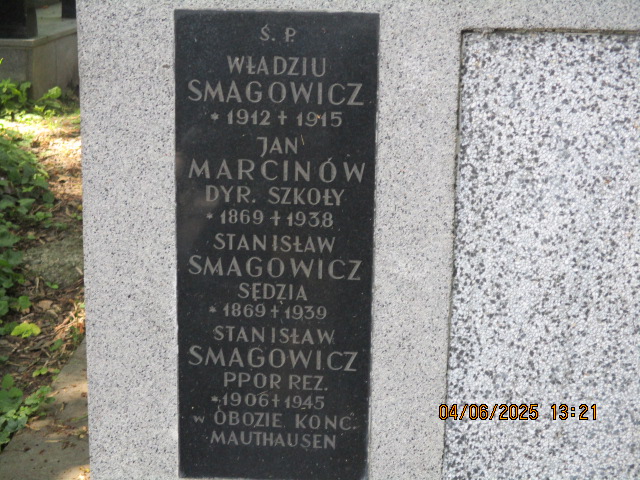 Ś. P.
WŁADZIU
SMAGOWICZ
* 1912 + 1915
JAN
MARCINÓW
DYR. SZKOŁY
* 1869 + 1938
STANISŁAW
SMAGOWICZ
SĘDZIA
* 1869 + 1939
STANISŁAW
SMAGOWICZ
PPOR REZ.
* 1906 + 1945
W OBOZIE KONC.
MAUTHAUSEN
04/06/2025 13:21